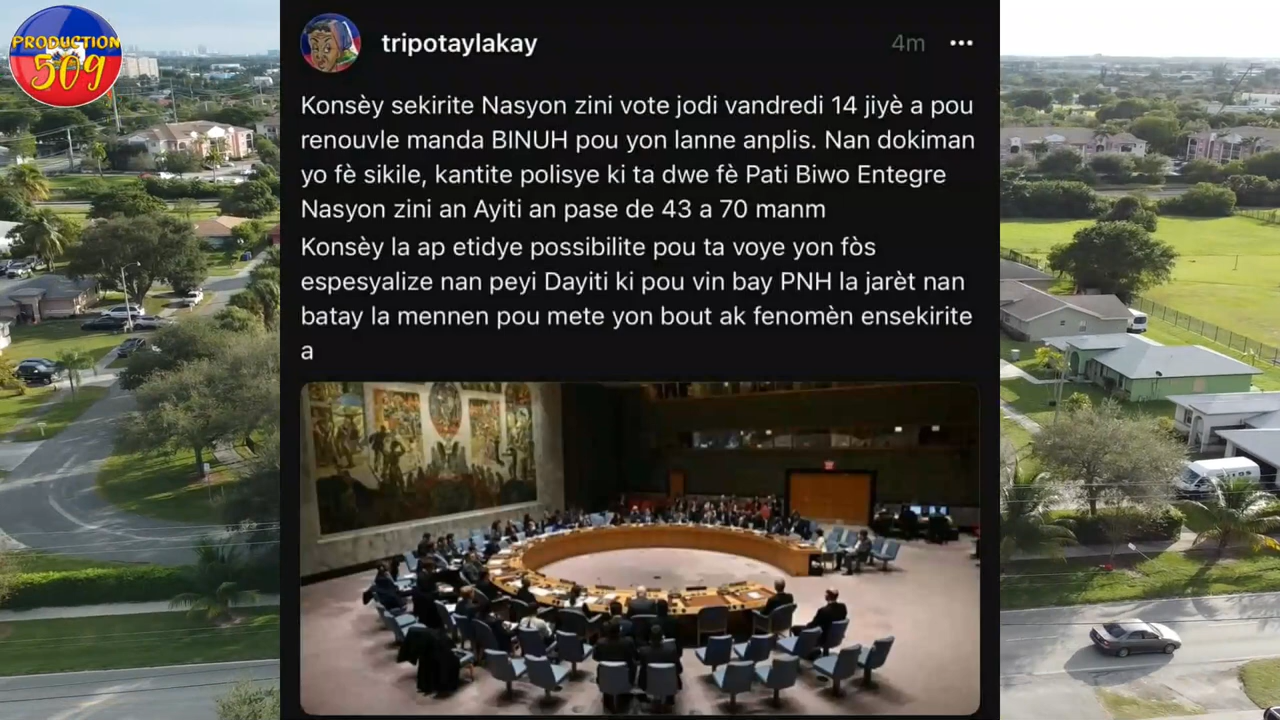 PRODUCTION
509
tripotaylakay
4m
Konsèy sekirite Nasyon zini vote jodi vandredi 14 jiyè a pou
renouvle manda BINUH pou yon lanne anplis. Nan dokiman
yo fè sikile, kantite polisye ki ta dwe fè Pati Biwo Entegre
Nasyon zini an Ayiti an pase de 43 a 70 manm
Konsèy la ap etidye possibilite pou ta voye yon fòs
espesyalize nan peyi Dayiti ki pou vin bay PNH la jarèt nan
batay la mennen pou mete yon bout ak fenomèn ensekirite
a